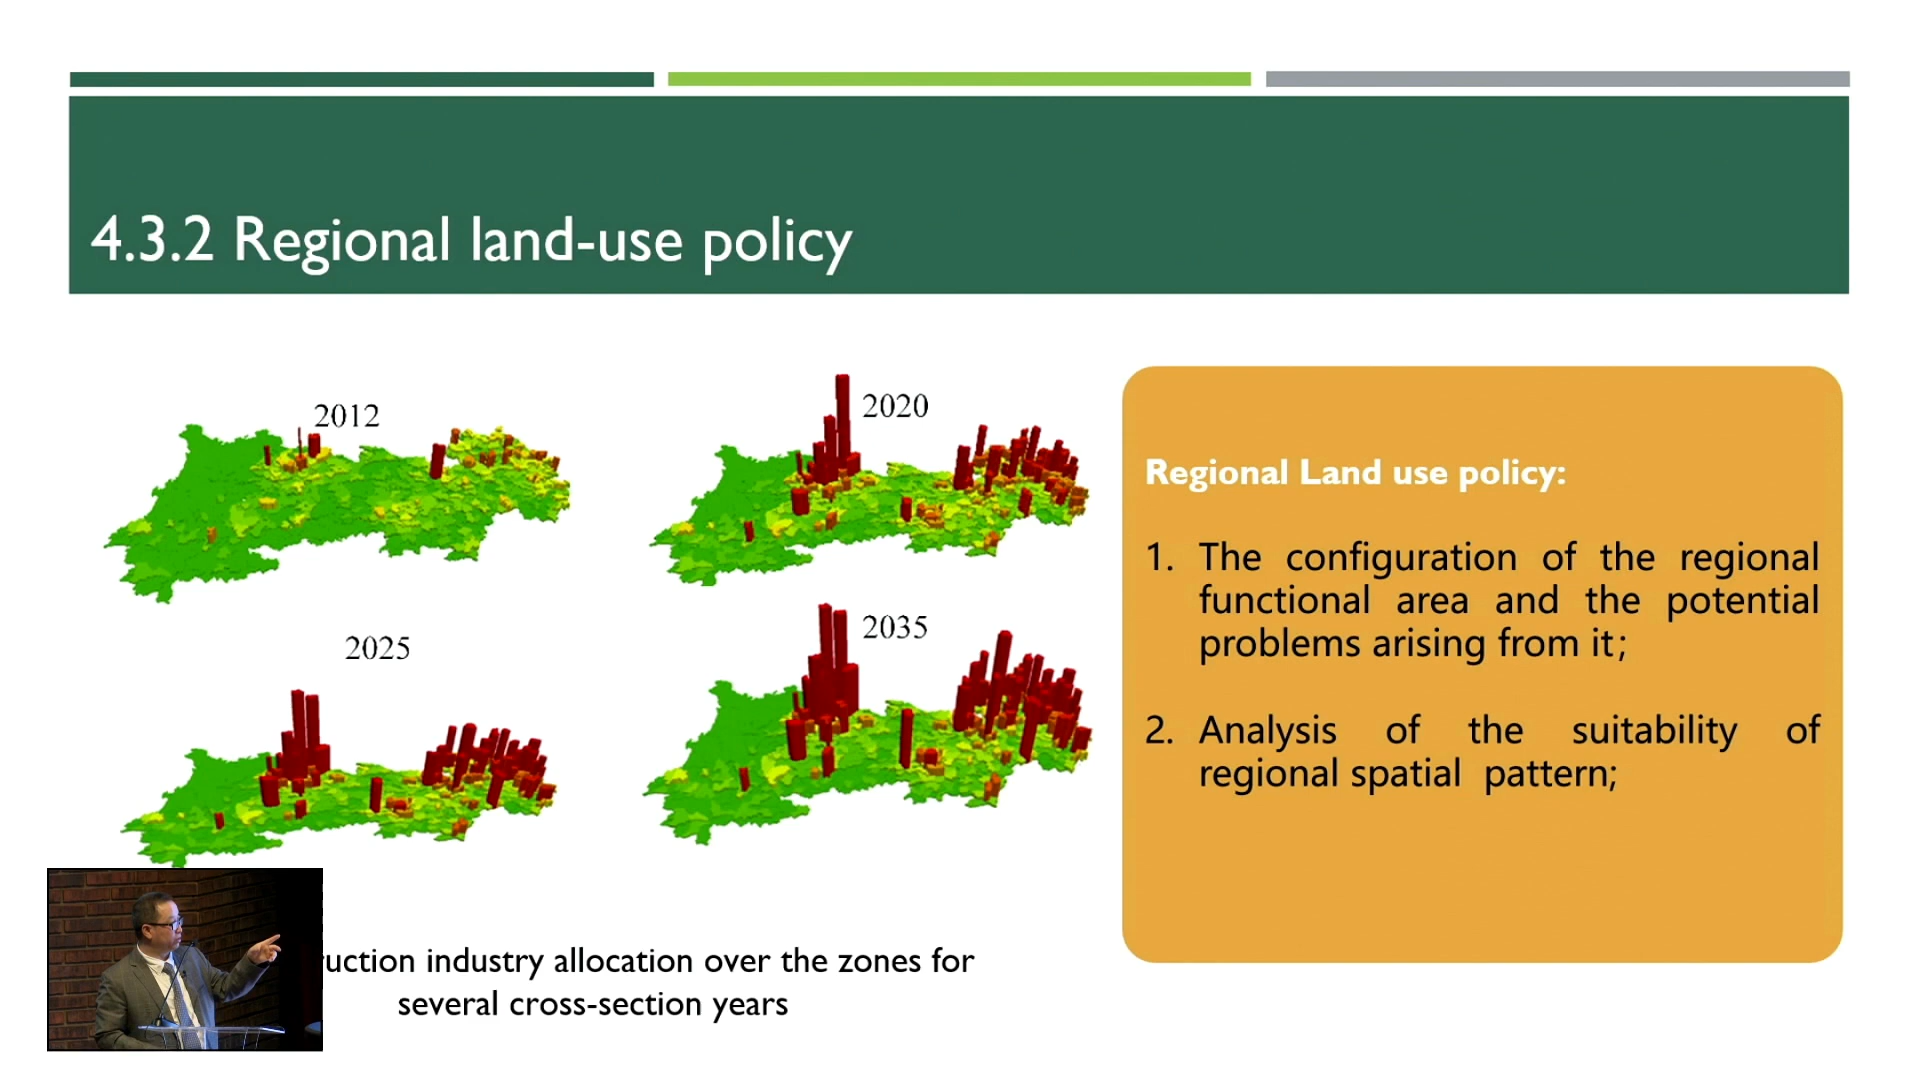 4.3.2 Regional land-use policy
2012
2020
2025
2035
uction industry allocation over the zones for
several cross-section years
Regional Land use policy:
1. The configuration of the regional
functional area and the potential
problems arising from it;
2. Analysis of the suitability of
regional spatial pattern;